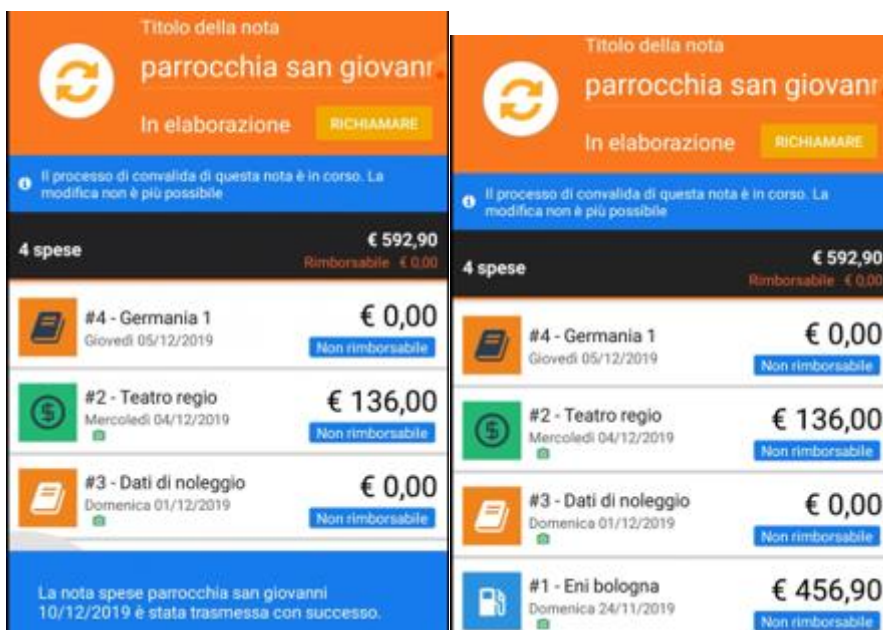 Titolo della nota
parrocchia san giovanr
In elaborazione RICHIAMARE
Il processo di convalida di questa nota è in corso. La
modifica non è più possibile
4 spese € 592,90
Rimborsabile € 0,00
#4 - Germania 1 € 0,00
Giovedì 05/12/2019 Non rimborsabile
#2 - Teatro regio € 136,00
Mercoledì 04/12/2019 Non rimborsabile
#3 - Dati di noleggio € 0,00
Domenica 01/12/2019 Non rimborsabile
La nota spese parrocchia san giovanni
10/12/2019 è stata trasmessa con successo.
Titolo della nota
parrocchia san giovanr
In elaborazione RICHIAMARE
Il processo di convalida di questa nota è in corso. La
modifica non è più possibile
4 spese € 592,90
Rimborsabile € 0,00
#4 - Germania 1 € 0,00
Giovedì 05/12/2019 Non rimborsabile
#2 - Teatro regio € 136,00
Mercoledì 04/12/2019 Non rimborsabile
#3 - Dati di noleggio € 0,00
Domenica 01/12/2019 Non rimborsabile
#1 - Eni bologna € 456,90
Domenica 24/11/2019 Non rimborsabile